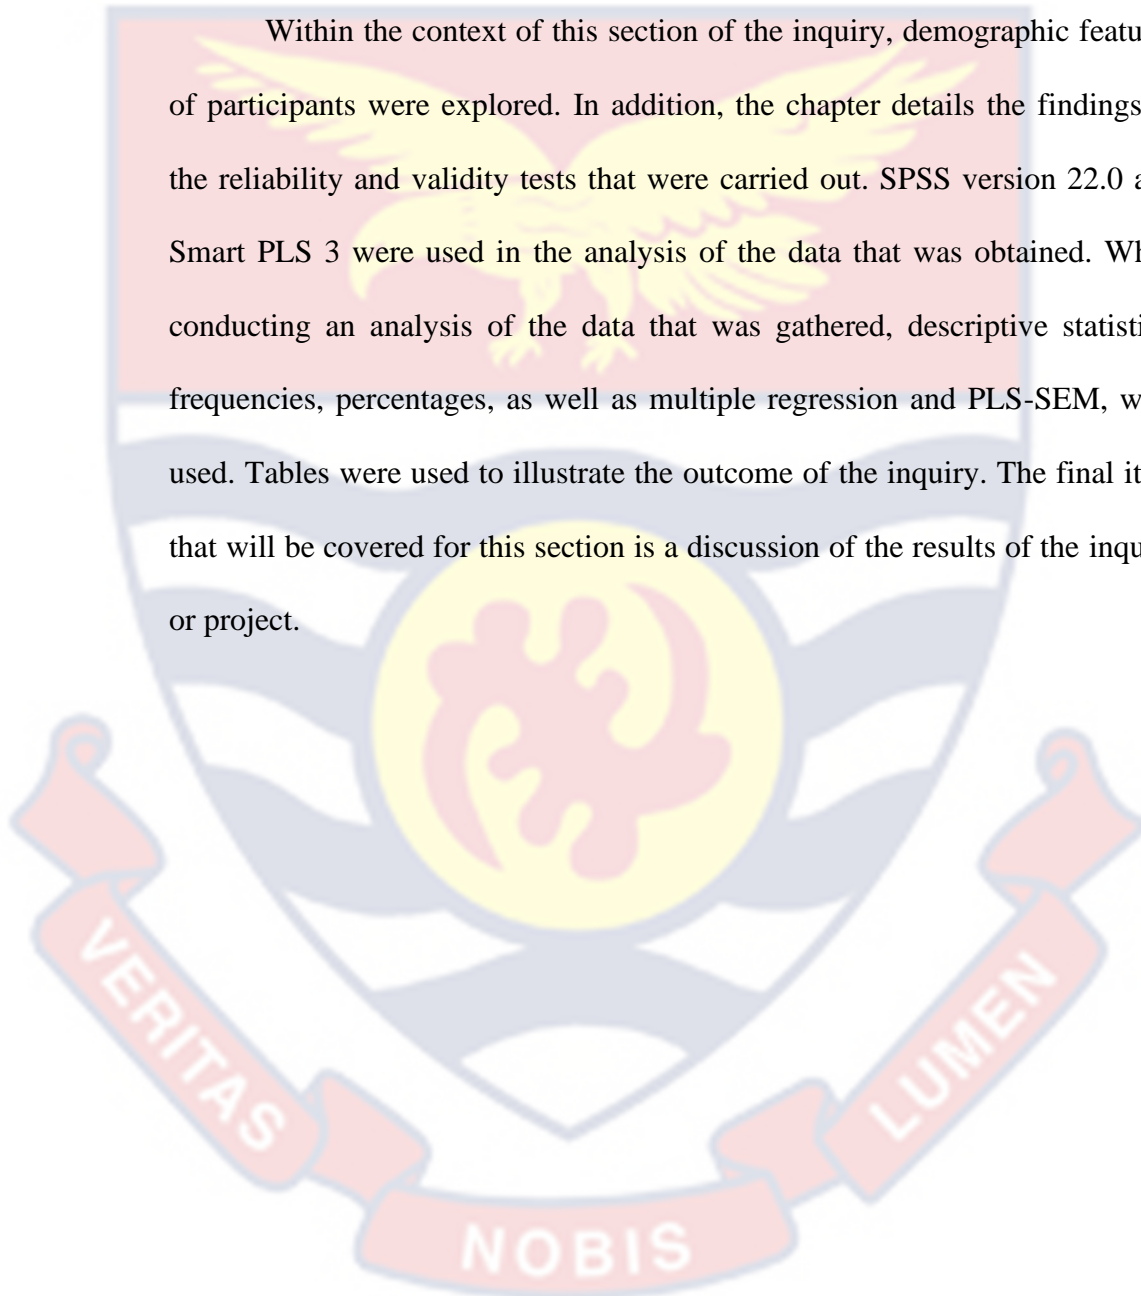 Within the context of this section of the inquiry, demographic
of participants were explored. In addition, the chapter details the findings
the reliability and validity tests that were carried out. SPSS version 22.0
Smart PLS 3 were used in the analysis of the data that was obtained.
conducting an analysis of the data that was gathered, descriptive
frequencies, percentages, as well as multiple regression and PLS-SEM,
used. Tables were used to illustrate the outcome of the inquiry. The final
that will be covered for this section is a discussion of the results of the
or project.
VERITAS
NOBIS
LUMEN